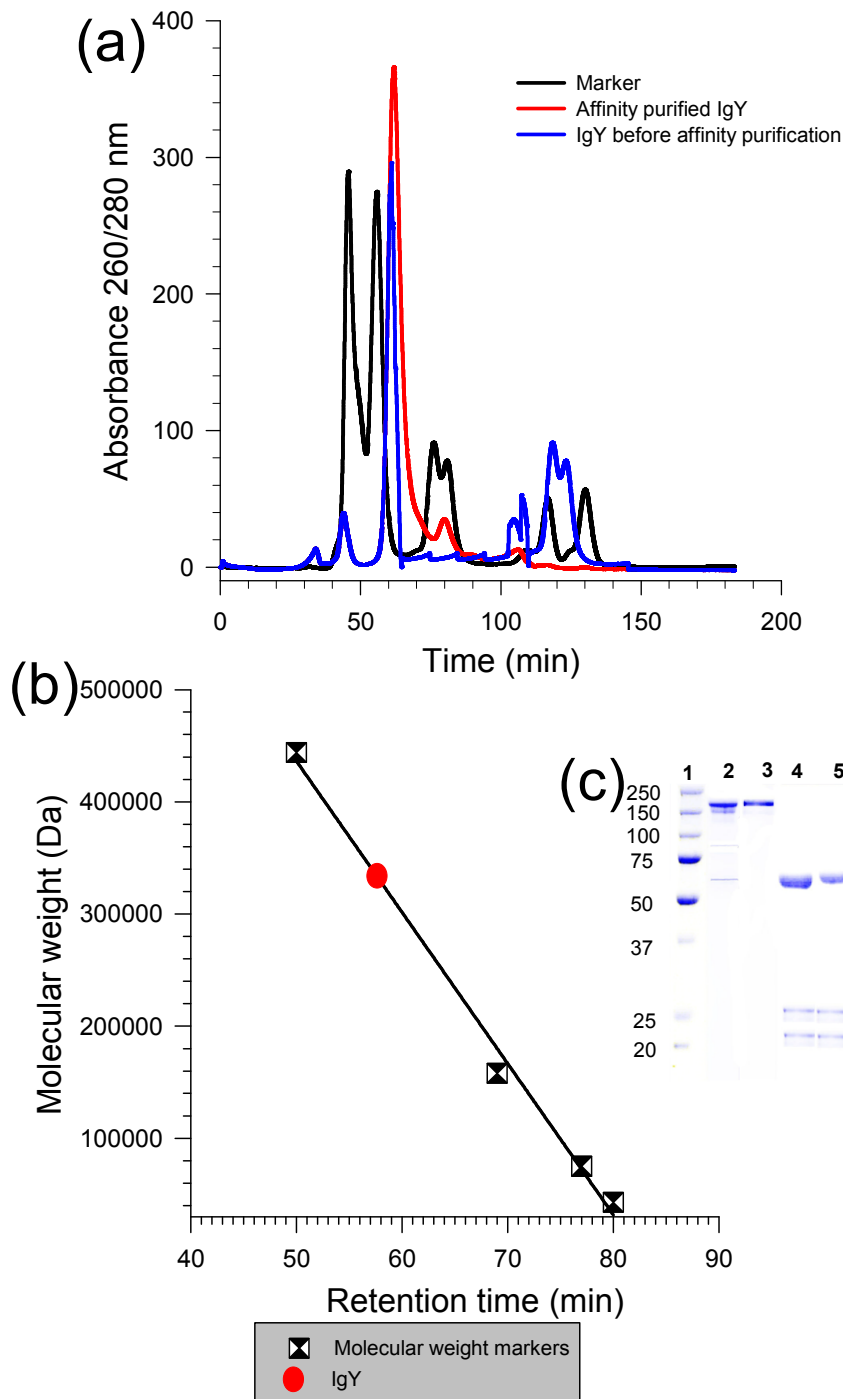 (a)
400
300
200
100
0
Absorbance 260/280 nm
Marker
Affinity purified IgY
IgY before affinity purification
0 50 100 150 200
Time (min)
(b)
500000
400000
300000
200000
100000
Molecular weight (Da)
40 50 60 70 80 90
Retention time (min)
Molecular weight markers
IgY
(c)
1 2 3 4 5
250
150
100
75
50
37
25
20